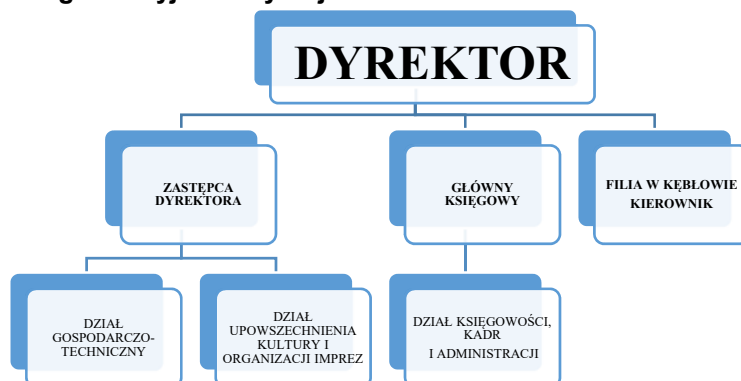 DYREKTOR
ZASTĘPCA
DYREKTORA
GŁÓWNY
KSIĘGOWY
FILIA W KĘBŁOWIE
KIEROWNIK
DZIAŁ
GOSPODARCZO-
TECHNICZNY
DZIAŁ
UPOWSZECHNIENIA
KULTURY I
ORGANIZACJI IMPREZ
DZIAŁ KSIĘGOWOŚCI,
KADR
I ADMINISTRACJI